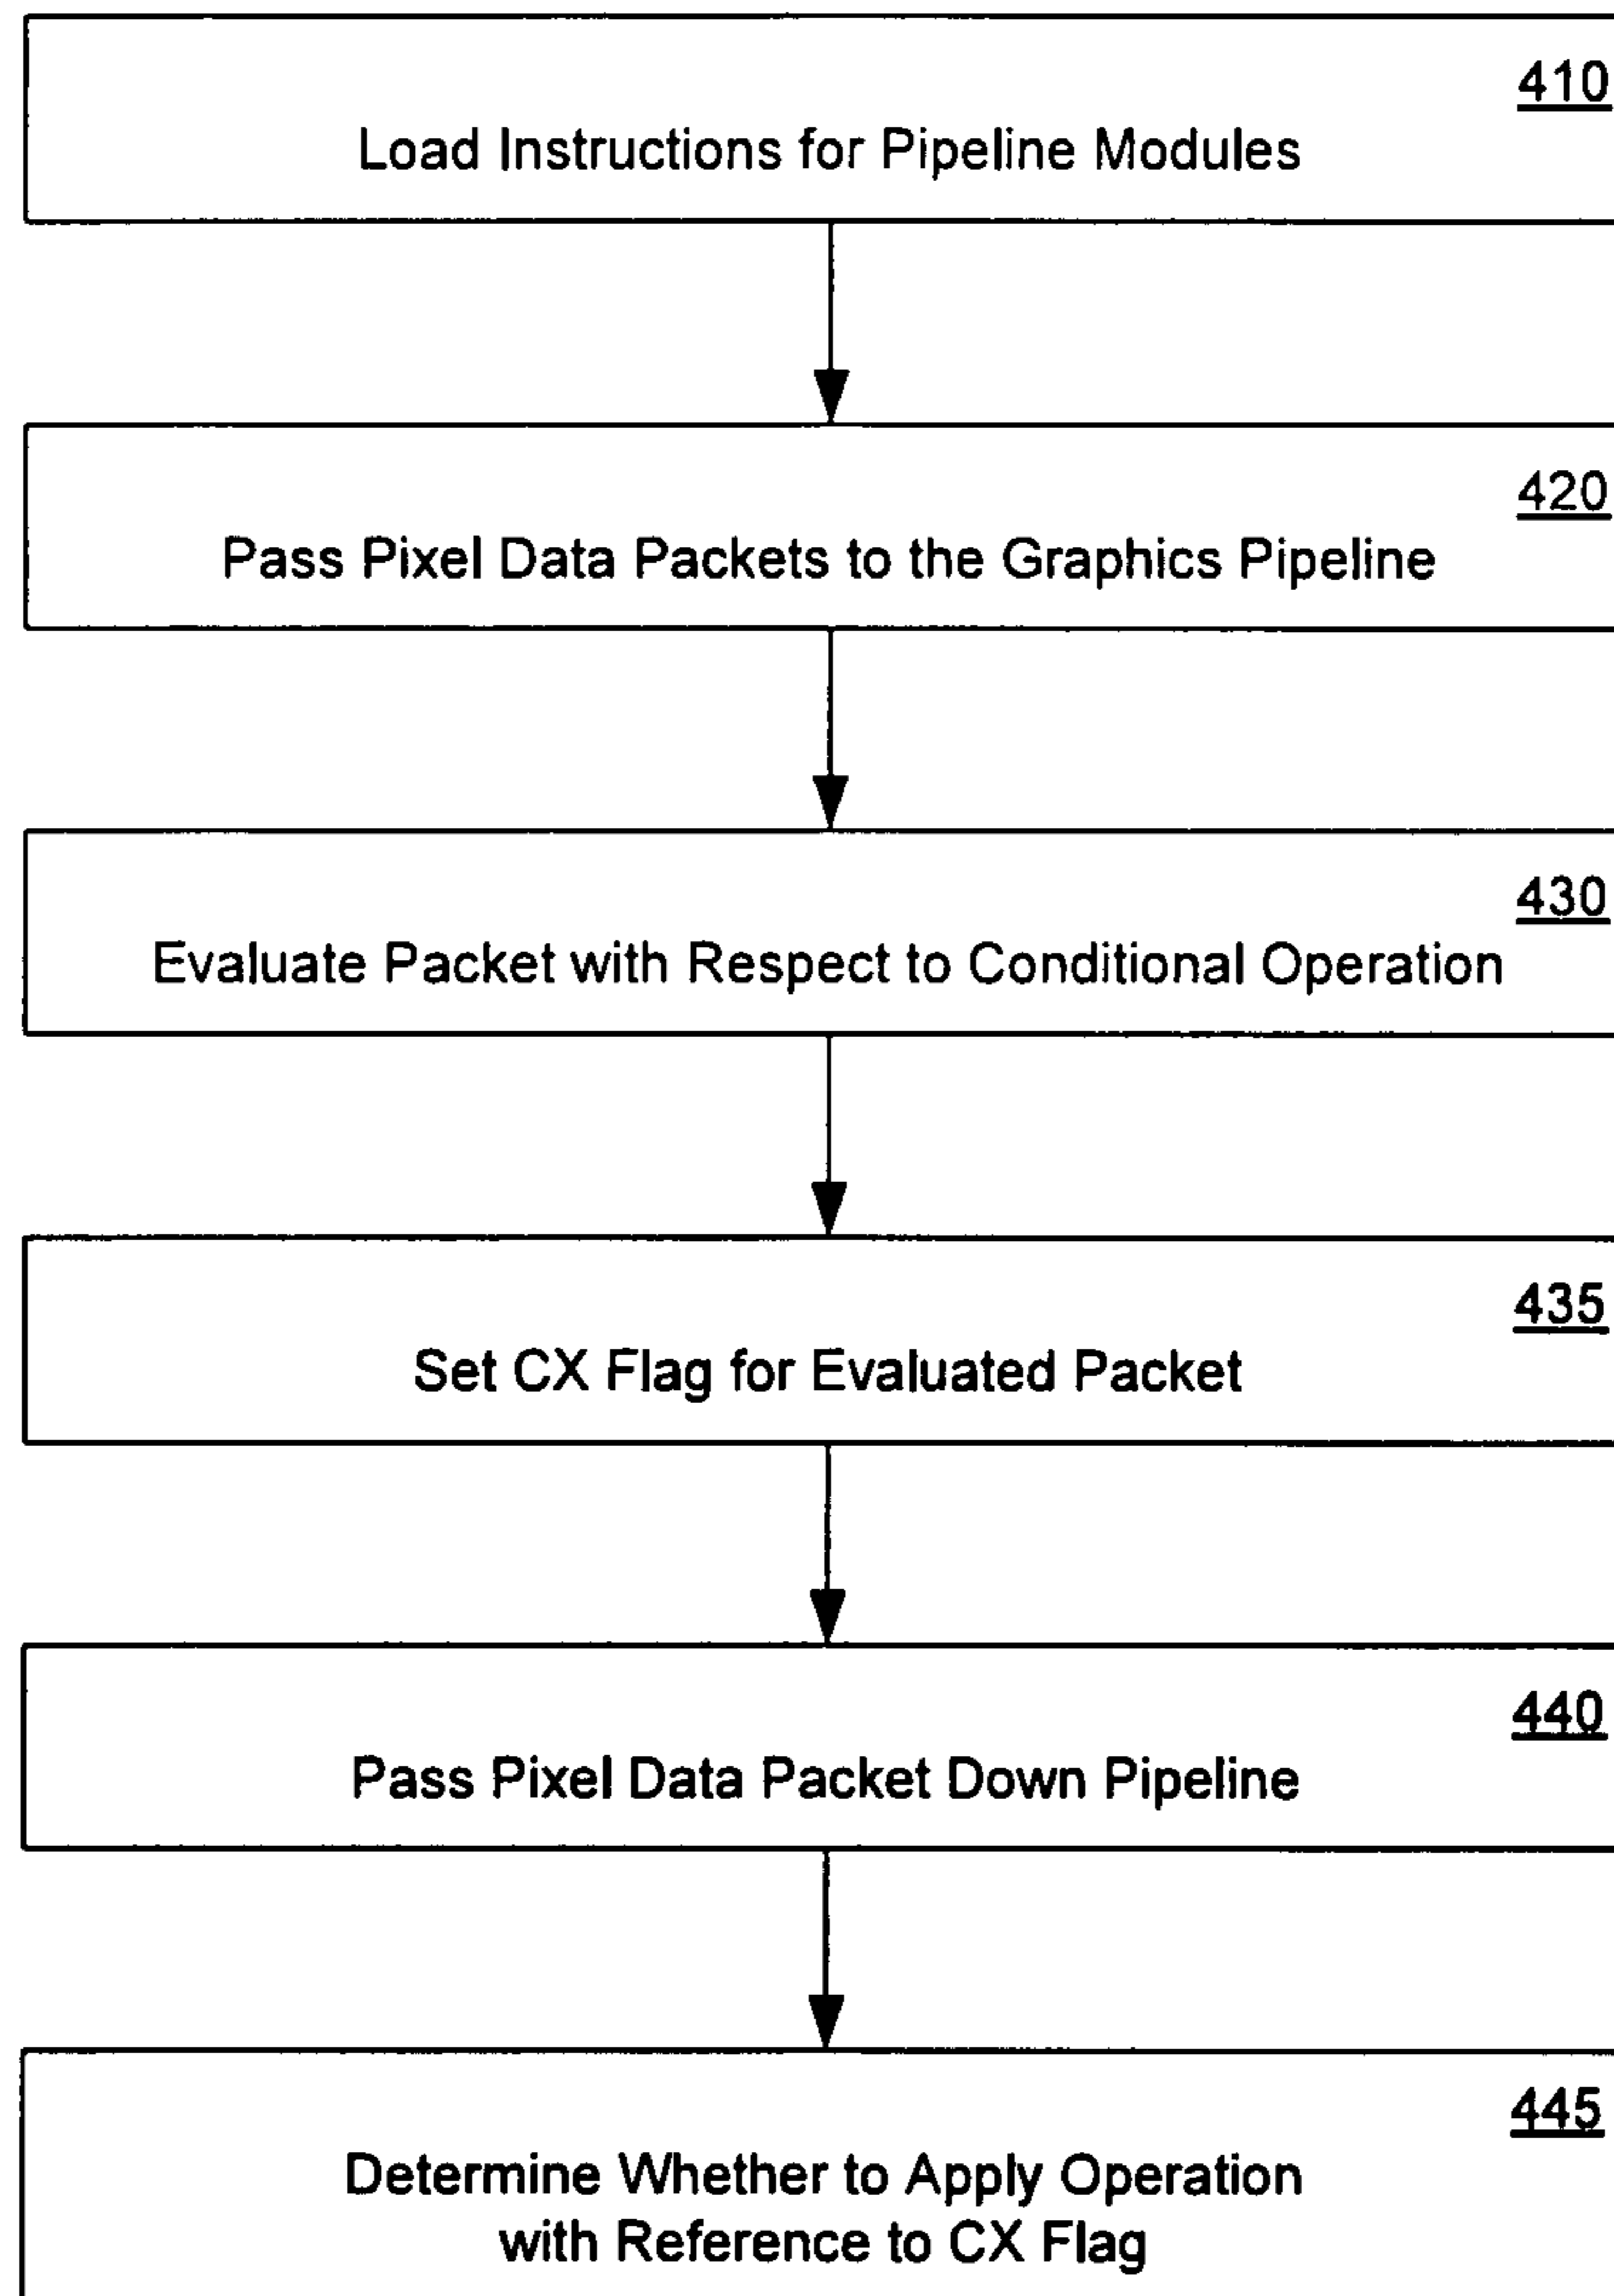 410
Load Instructions for Pipeline Modules
420
Pass Pixel Data Packets to the Graphics Pipeline
430
Evaluate Packet with Respect to Conditional Operation
435
Set CX Flag for Evaluated Packet
440
Pass Pixel Data Packet Down Pipeline
445
Determine Whether to Apply Operation
with Reference to CX Flag